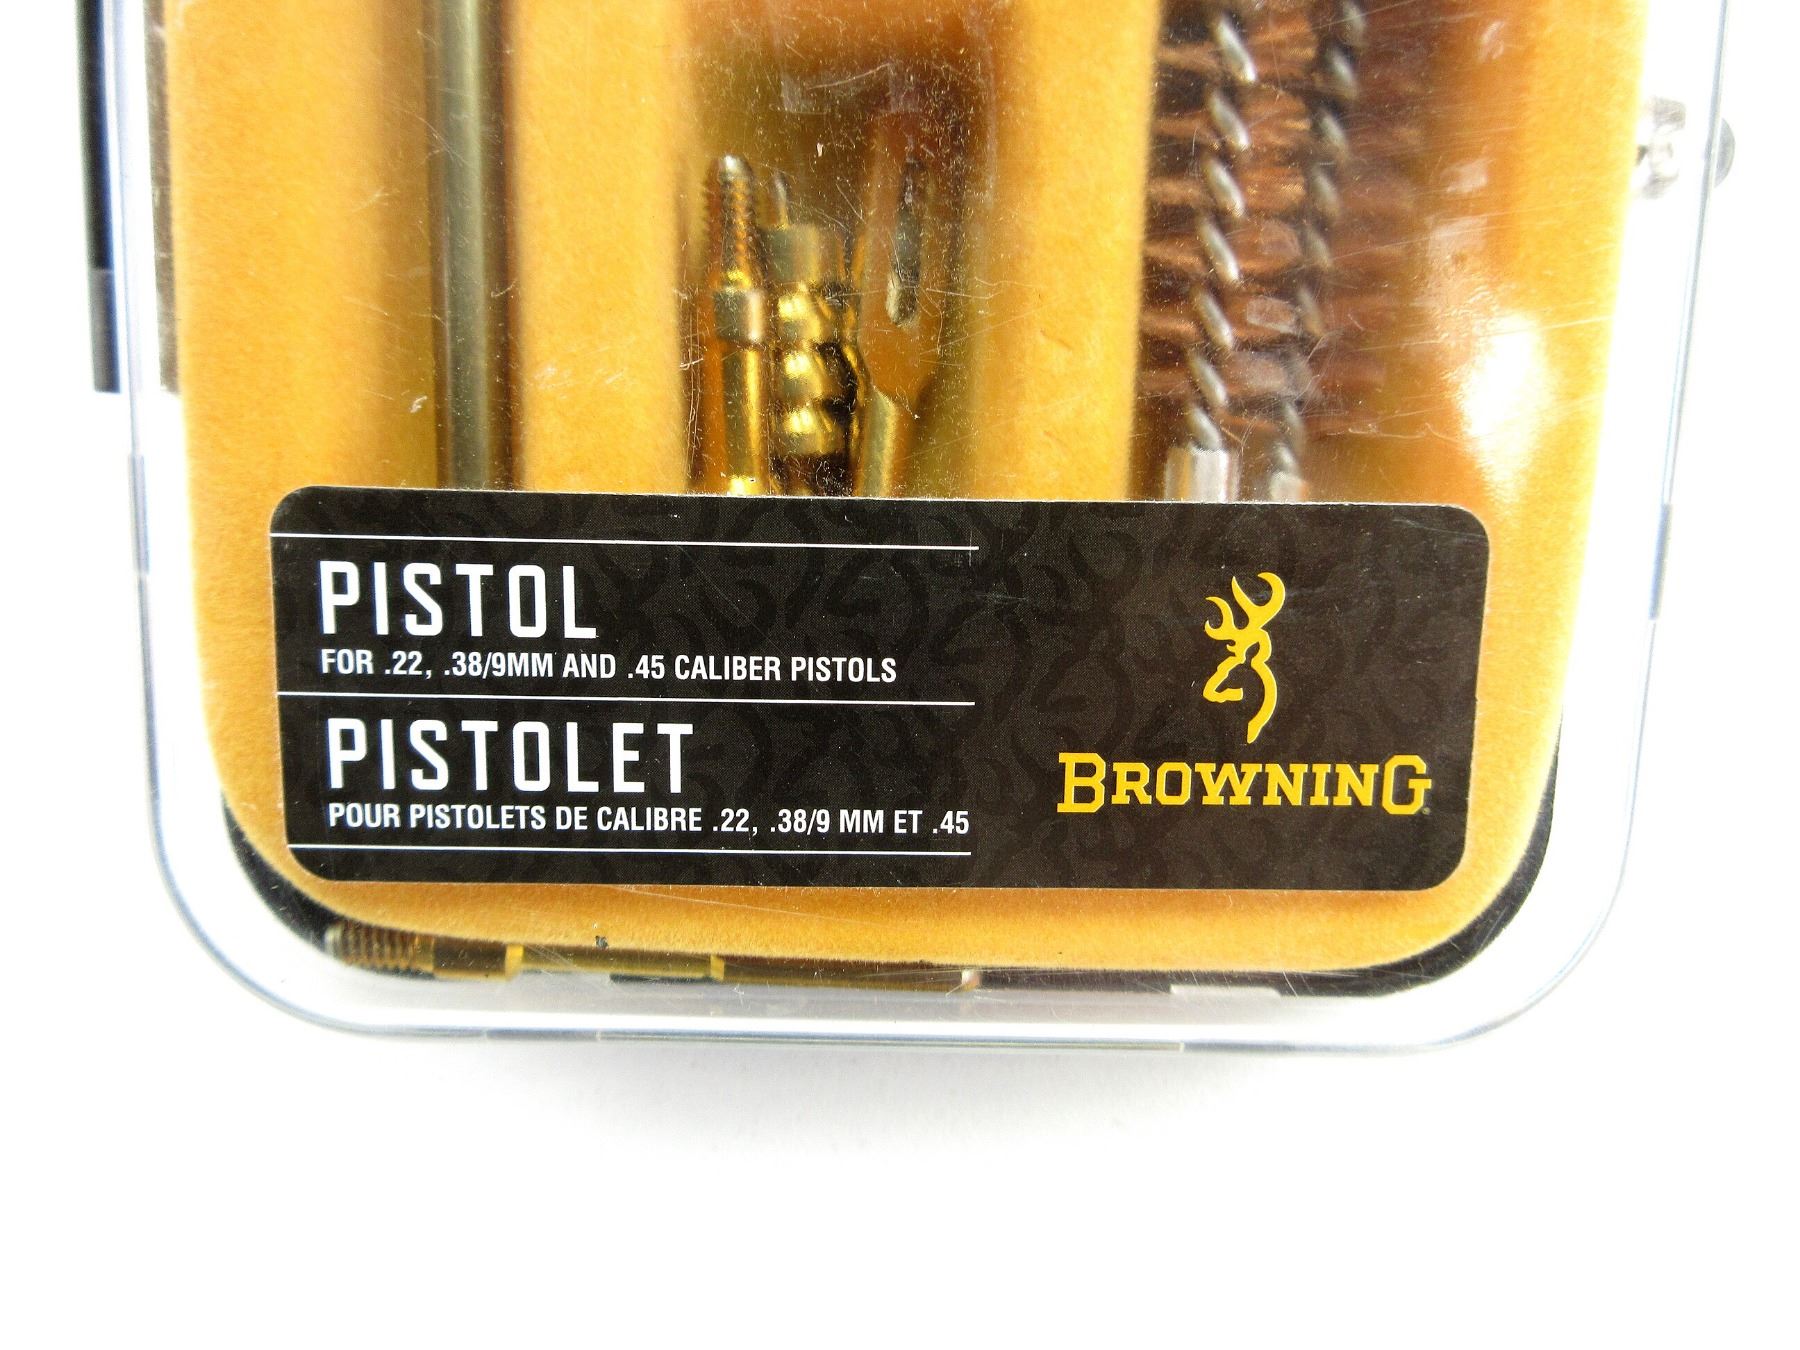 PISTOL
FOR .22, .38/9MM AND .45 CALIBER PISTOLS
PISTOLET
POUR PISTOLETS DE CALIBRE .22, .38/9 MM ET .45
BROWNING